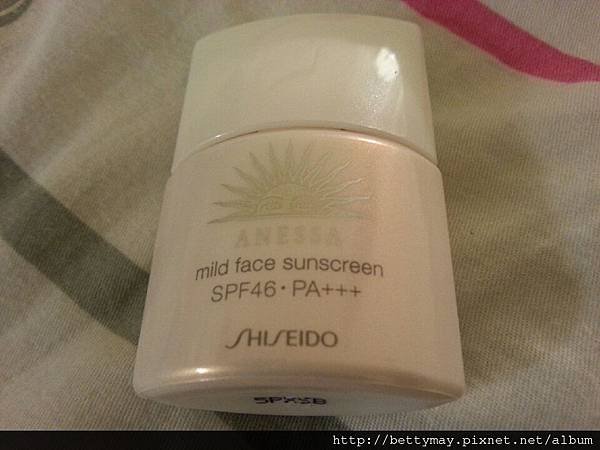 ANESSA
mild face sunscreen
SPF46・PA+++
SHISEIDO
http://bettymay.pixnet.net/album